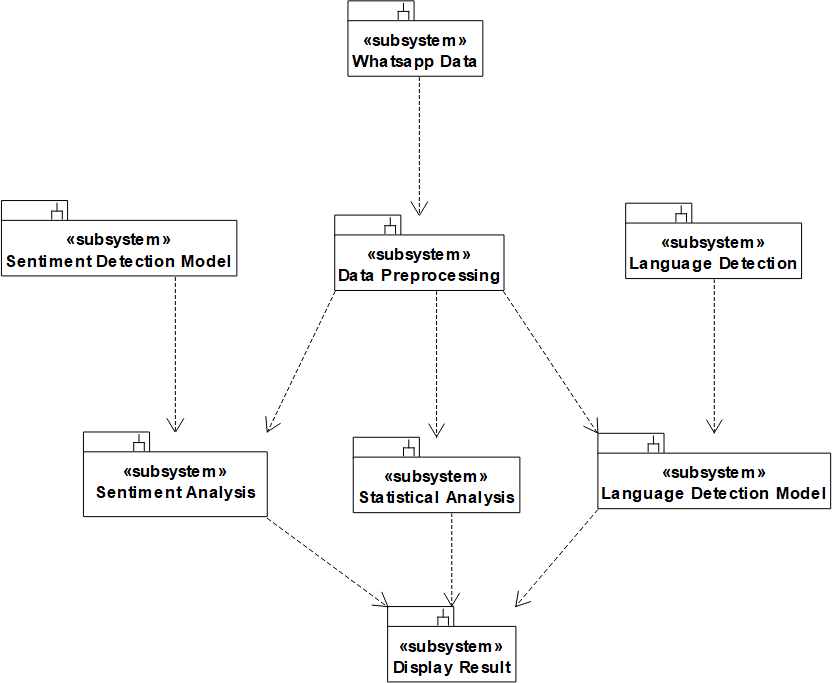 «subsystem»
Whatsapp Data
«subsystem»
Sentiment Detection Model
«subsystem»
Data Preprocessing
«subsystem»
Language Detection
«subsystem»
Sentiment Analysis
«subsystem»
Statistical Analysis
«subsystem»
Language Detection Model
«subsystem»
Display Result